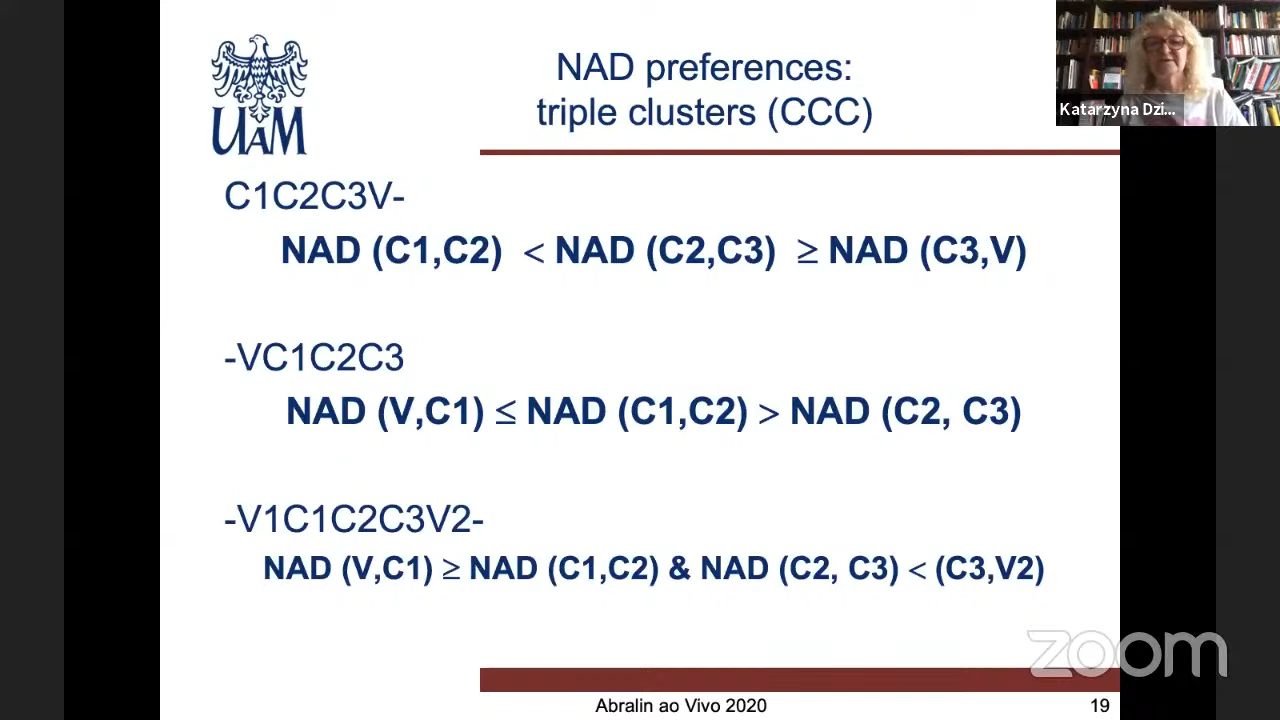 UAM
NAD preferences:
triple clusters (CCC)
Katarzyna Dzi...
C1C2C3V-
NAD (C1,C2) < NAD (C2,C3) ≥ NAD (C3,V)
-VC1C2C3
NAD (V,C1) ≤ NAD (C1,C2) > NAD (C2, C3)
-V1C1C2C3V2-
NAD (V,C1) ≥ NAD (C1,C2) & NAD (C2, C3) < (C3,V2)
zoom
Abralin ao Vivo 2020
19